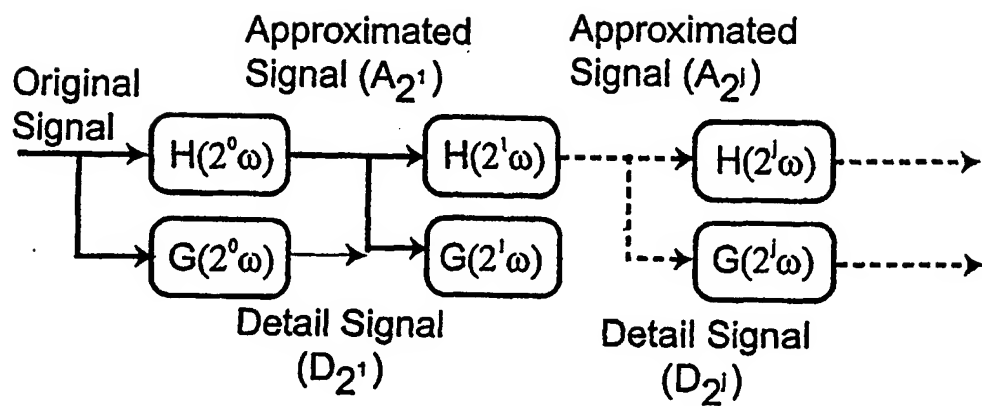 Approximated
Signal (A₂¹)
Approximated
Signal (A₂ʲ)
Original
Signal
H(2⁰ω)
H(2¹ω)
H(2ʲω)
G(2⁰ω)
G(2¹ω)
G(2ʲω)
Detail Signal
(D₂¹)
Detail Signal
(D₂ʲ)